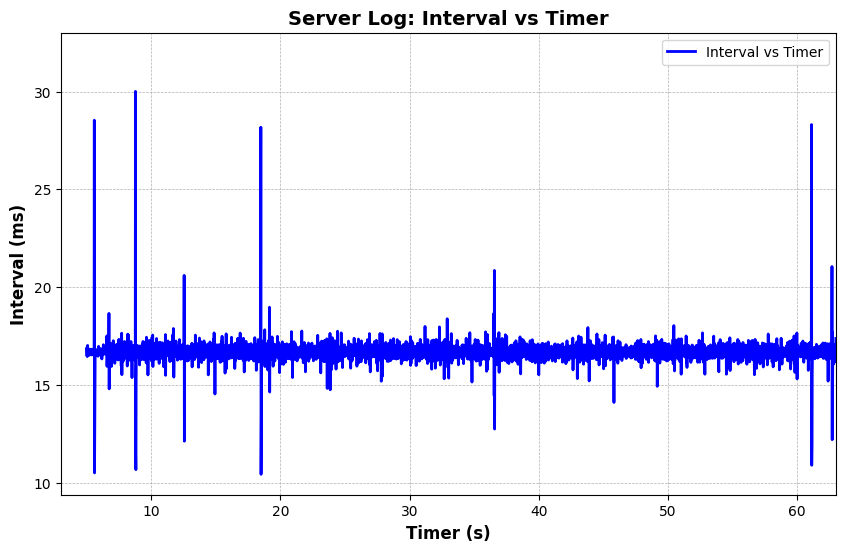 Server Log: Interval vs Timer
Interval vs Timer
Interval (ms)
30
25
20
15
10
10 20 30 40 50 60
Timer (s)